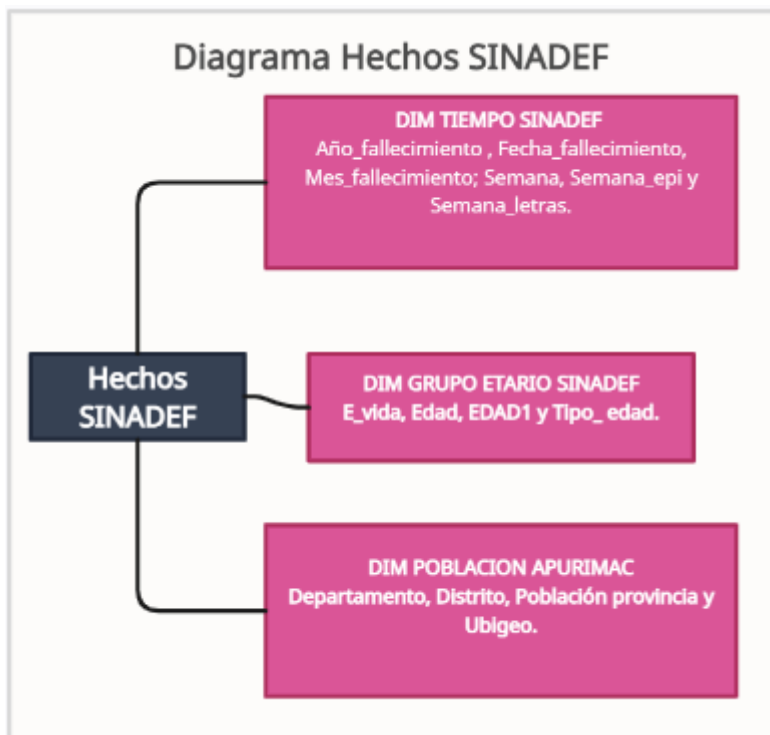 Diagrama Hechos SINADEF
DIM TIEMPO SINADEF
Año_fallecimiento , Fecha_fallecimiento,
Mes_fallecimiento; Semana, Semana_epi y
Semana_letras.
Hechos
SINADEF
DIM GRUPO ETARIO SINADEF
E_vida, Edad, EDAD1 y Tipo_ edad.
DIM POBLACION APURIMAC
Departamento, Distrito, Población provincia y
Ubigeo.